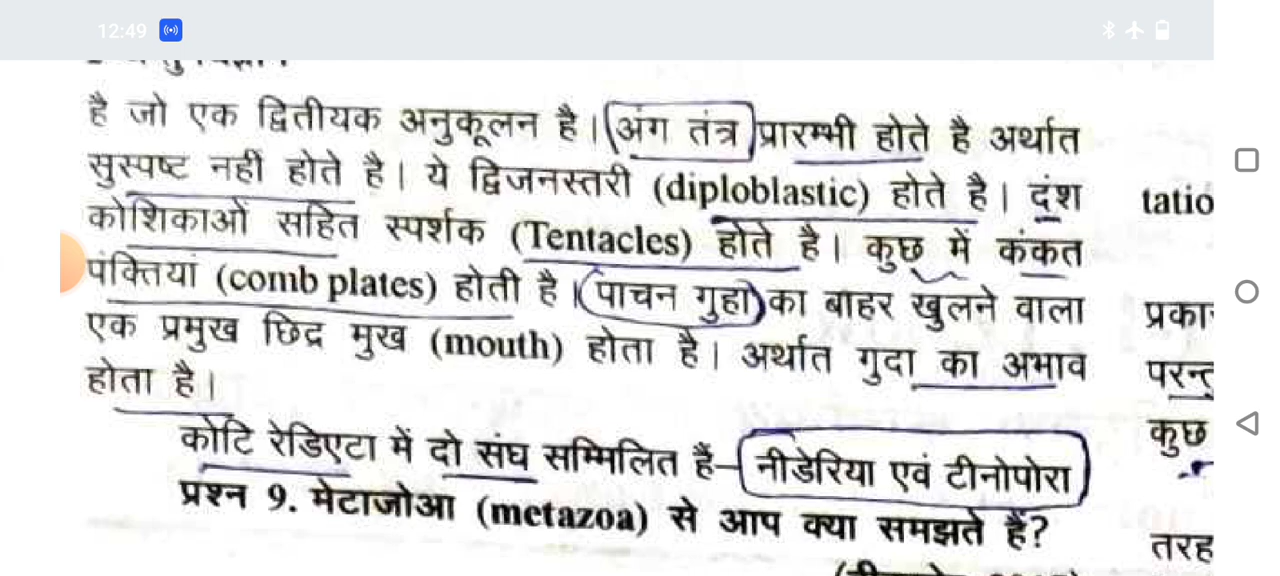 12:49
है जो एक द्वितीयक अनुकूलन है। अंग तंत्र प्रारम्भी होते है अर्थात
सुस्पष्ट नहीं होते है। ये द्विजनस्तरी (diploblastic) होते है। दंश
कोशिकाओं सहित स्पर्शक (Tentacles) होते है। कुछ में कंकत
पंक्तियां (comb plates) होती है। पाचन गुहा का बाहर खुलने वाला
एक प्रमुख छिद्र मुख (mouth) होता है। अर्थात गुदा का अभाव
होता है।
कोटि रेडिएटा में दो संघ सम्मिलित हैं- नीडेरिया एवं टीनोपोरा
प्रश्न 9. मेटाजोआ (metazoa) से आप क्या समझते हैं?
tatio
प्रका
परन्तु
कुछ
तरह